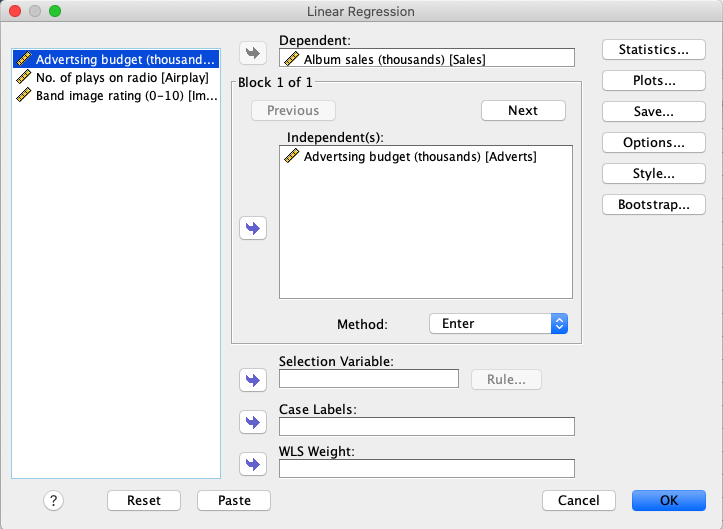 Linear Regression
Advertsing budget (thousand...
No. of plays on radio [Airplay]
Band image rating (0-10) [Im...
Dependent:
Album sales (thousands) [Sales]
Block 1 of 1
Previous
Next
Independent(s):
Advertsing budget (thousands) [Adverts]
Method:
Enter
Selection Variable:
Rule...
Case Labels:
WLS Weight:
Statistics...
Plots...
Save...
Options...
Style...
Bootstrap...
?
Reset
Paste
Cancel
OK